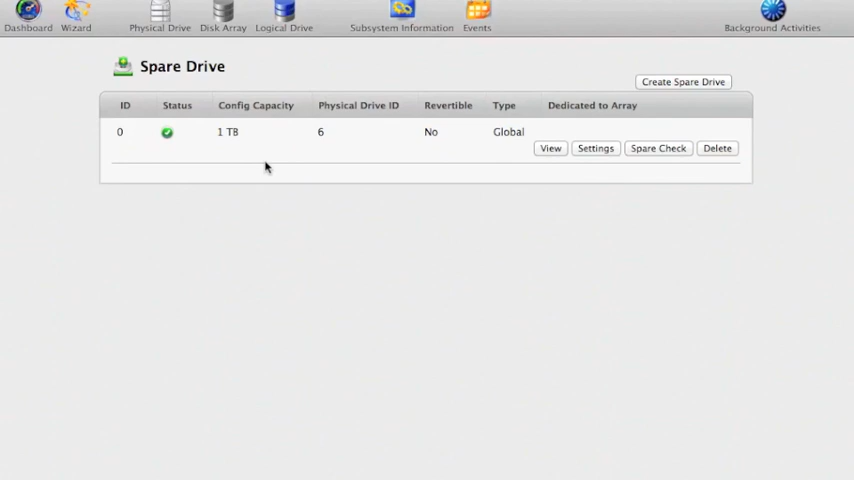 Dashboard Wizard Physical Drive Disk Array Logical Drive Subsystem Information Events Background Activities
Spare Drive
Create Spare Drive
ID Status Config Capacity Physical Drive ID Revertible Type Dedicated to Array
0 1 TB 6 No Global
View Settings Spare Check Delete